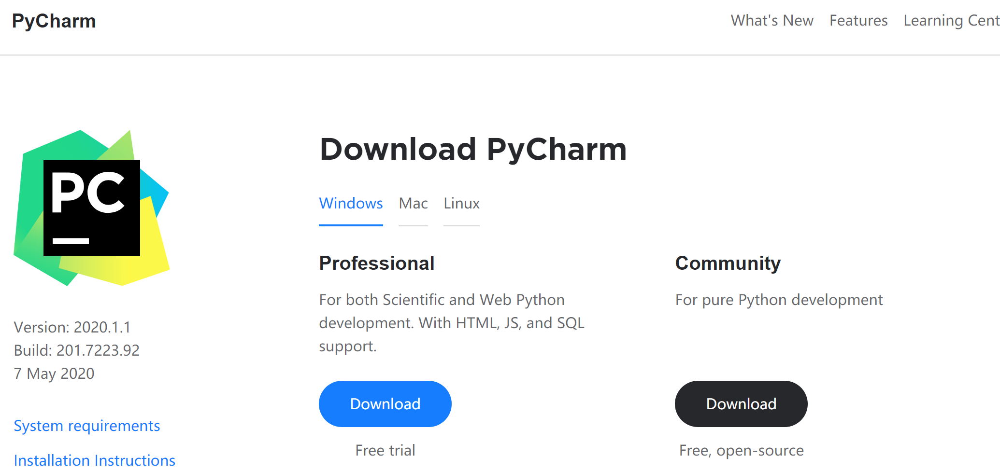 PyCharm
What's New Features Learning Cent
PC
Version: 2020.1.1
Build: 201.7223.92
7 May 2020
System requirements
Installation Instructions
Download PyCharm
Windows Mac Linux
Professional
For both Scientific and Web Python
development. With HTML, JS, and SQL
support.
Download
Free trial
Community
For pure Python development
Download
Free, open-source